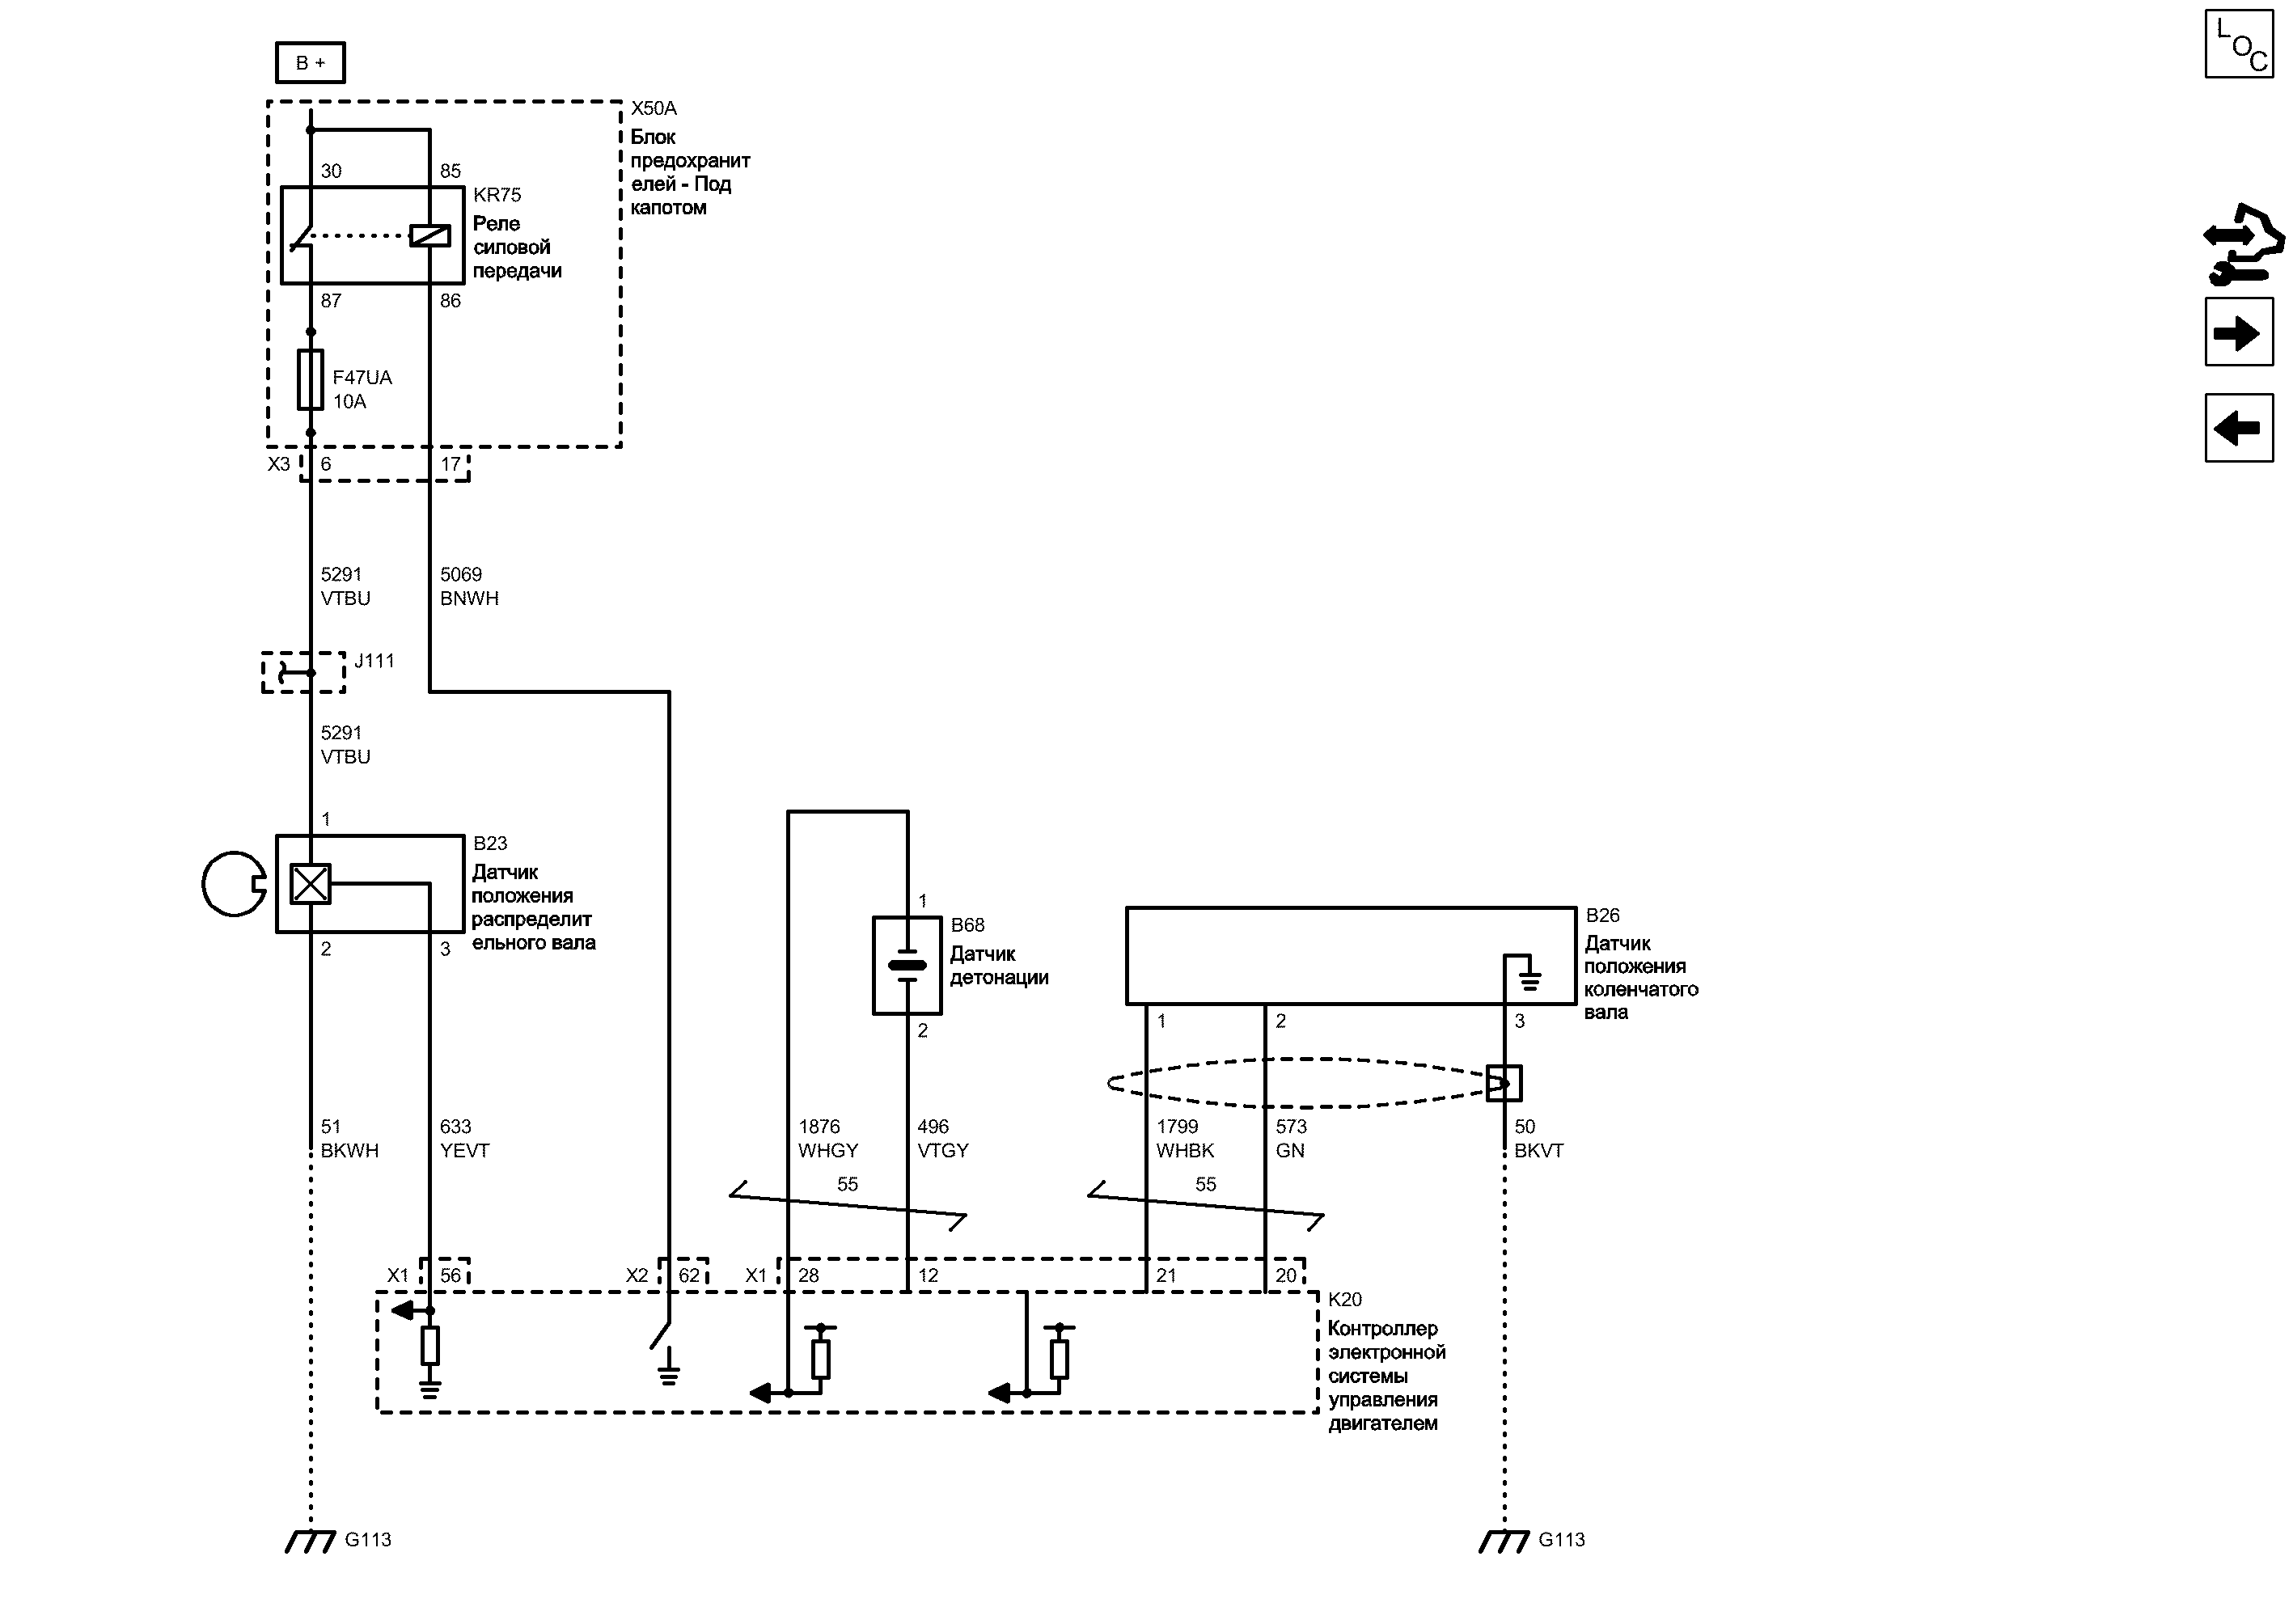 B +
L
O
C
X50A
Блок
предохранит
елей - Под
капотом
30
85
KR75
Реле
силовой
передачи
87
86
F47UA
10A
X3
6
17
5291
VTBU
5069
BNWH
J111
5291
VTBU
1
B23
Датчик
положения
распределит
ельного вала
2
3
1
B68
Датчик
детонации
2
B26
Датчик
положения
коленчатого
вала
1
2
3
51
BKWH
633
YEVT
1876
WHGY
496
VTGY
1799
WHBK
573
GN
50
BKVT
55
55
X1
56
X2
62
X1
28
12
21
20
K20
Контроллер
электронной
системы
управления
двигателем
G113
G113